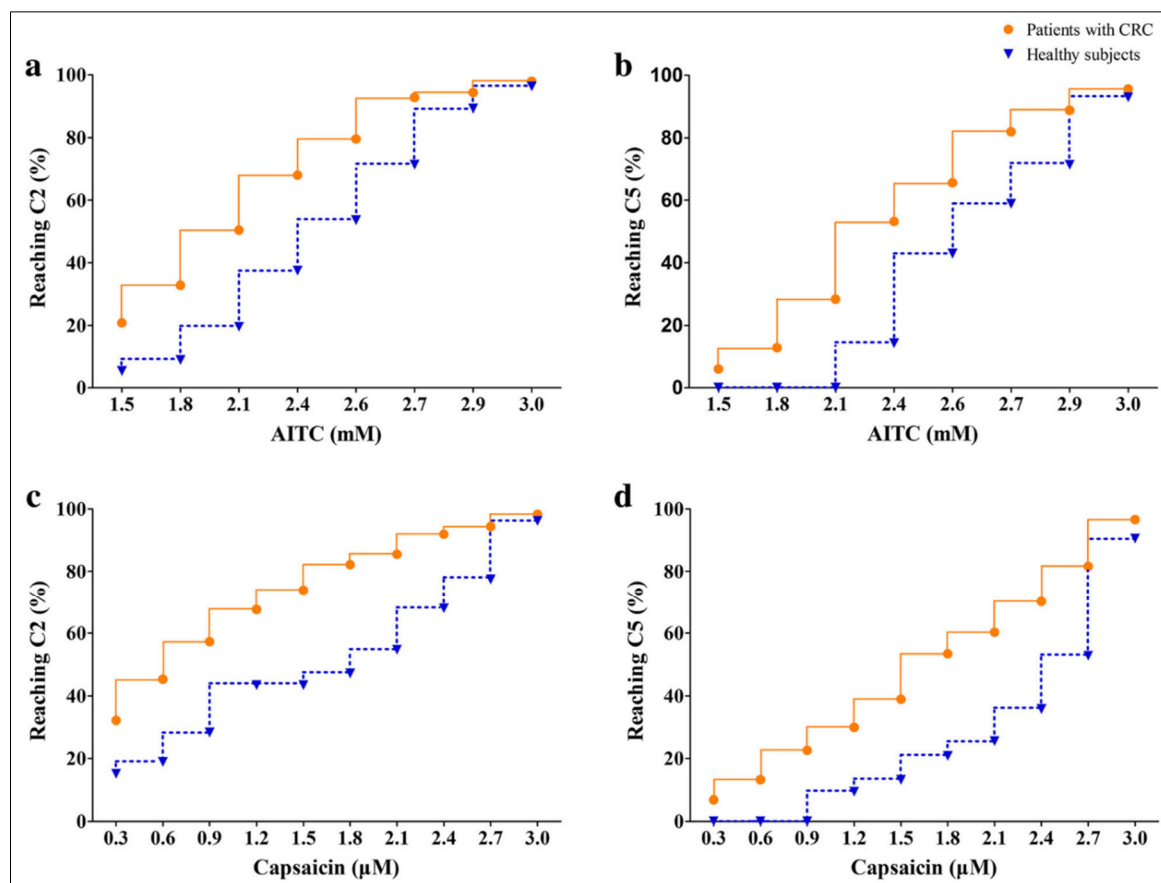 Patients with CRC
Healthy subjects
a
100
80
60
40
20
0
Reaching C2 (%)
1.5 1.8 2.1 2.4 2.6 2.7 2.9 3.0
AITC (mM)
b
100
80
60
40
20
0
Reaching C5 (%)
1.5 1.8 2.1 2.4 2.6 2.7 2.9 3.0
AITC (mM)
c
100
80
60
40
20
0
Reaching C2 (%)
0.3 0.6 0.9 1.2 1.5 1.8 2.1 2.4 2.7 3.0
Capsaicin (µM)
d
100
80
60
40
20
0
Reaching C5 (%)
0.3 0.6 0.9 1.2 1.5 1.8 2.1 2.4 2.7 3.0
Capsaicin (µM)